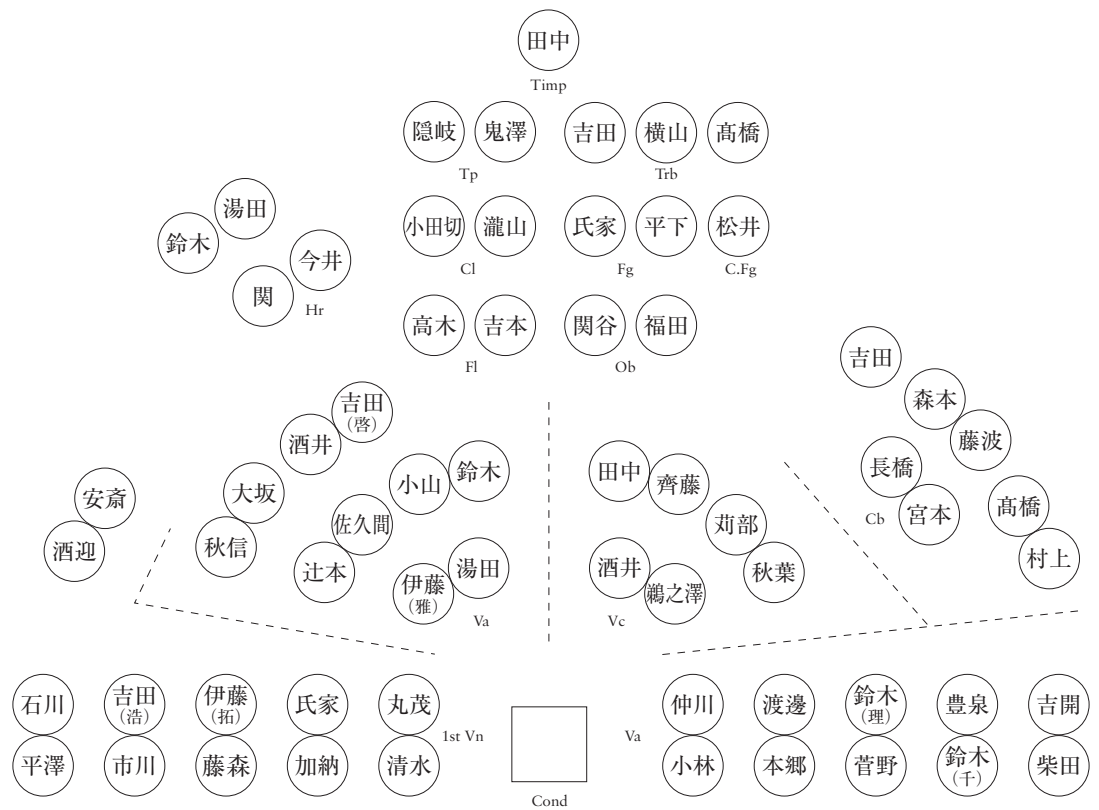 田中
Timp
隠岐 鬼澤 吉田 横山 髙橋
Tp Trb
湯田
鈴木
今井
関
Hr
小田切 瀧山 氏家 平下 松井
Cl Fg C.Fg
高木 吉本 関谷 福田
Fl Ob
吉田
(啓)
酒井
大坂
秋信
安斎
酒迎
小山 鈴木
佐久間
辻本
伊藤
(雅)
湯田
Va
田中 齊藤
苅部
秋葉
酒井
鵜之澤
Vc
吉田
森本
藤波
長橋
宮本
Cb
髙橋
村上
石川 吉田 伊藤 氏家 丸茂
(浩) (拓)
平澤 市川 藤森 加納 清水
1st Vn
Cond
Va
仲川 渡邊 鈴木 豊泉 吉開
(理)
小林 本郷 菅野 鈴木 柴田
(千)